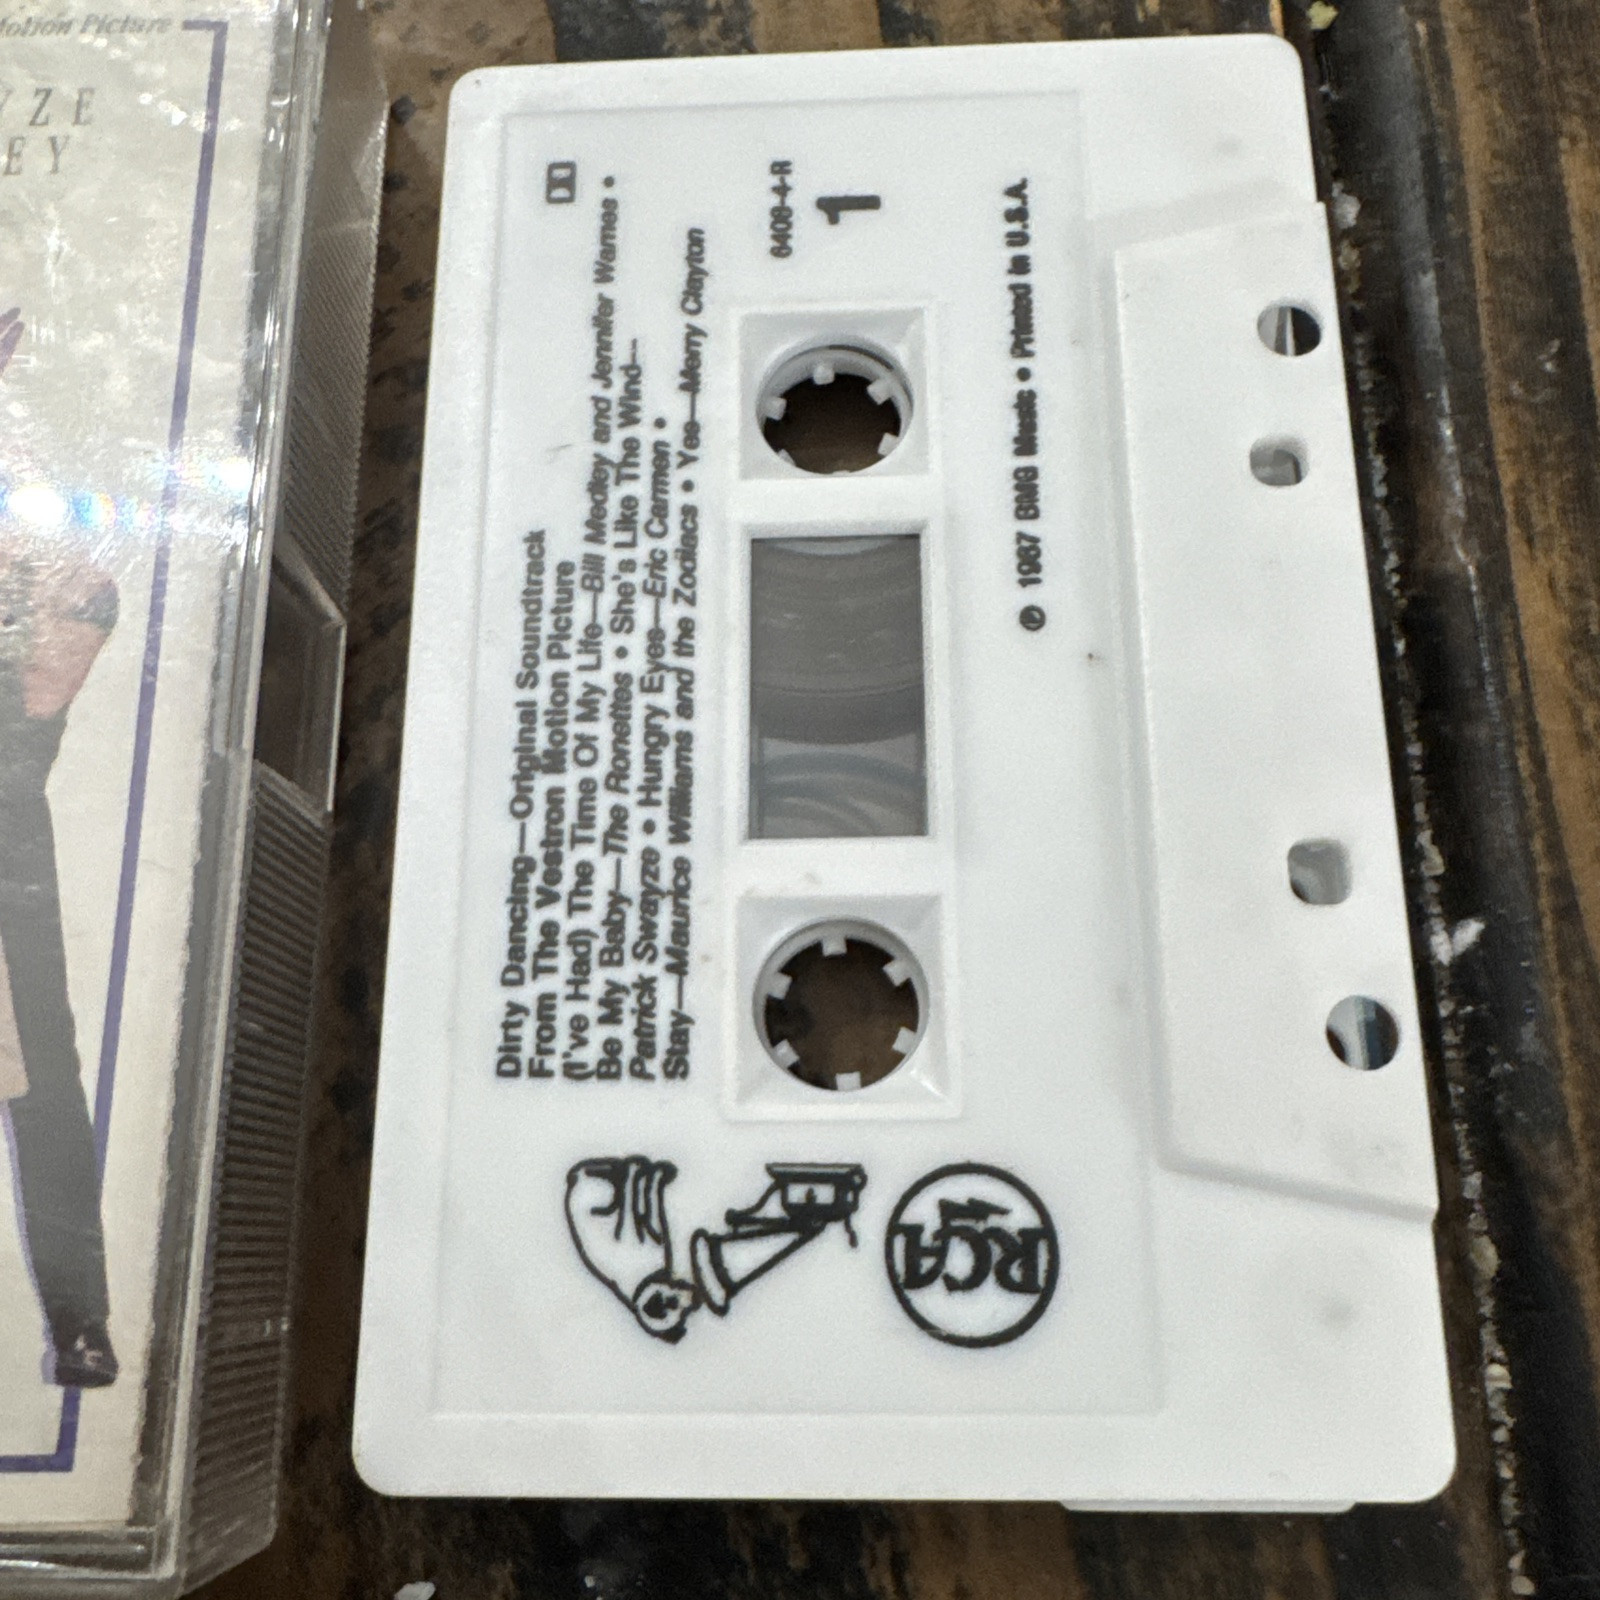 Motion Picture
YZE
EY
Dirty Dancing—Original Soundtrack
From The Vestron Motion Picture
(I've Had) The Time Of My Life—Bill Medley and Jennifer Warnes •
Be My Baby—The Ronettes • She's Like The Wind—
Patrick Swayze • Hungry Eyes—Eric Carmen •
Stay—Maurice Williams and the Zodiacs • Yes—Merry Clayton
6408-4-R
1
℗ 1987 BMG Music • Printed in U.S.A.
RCA